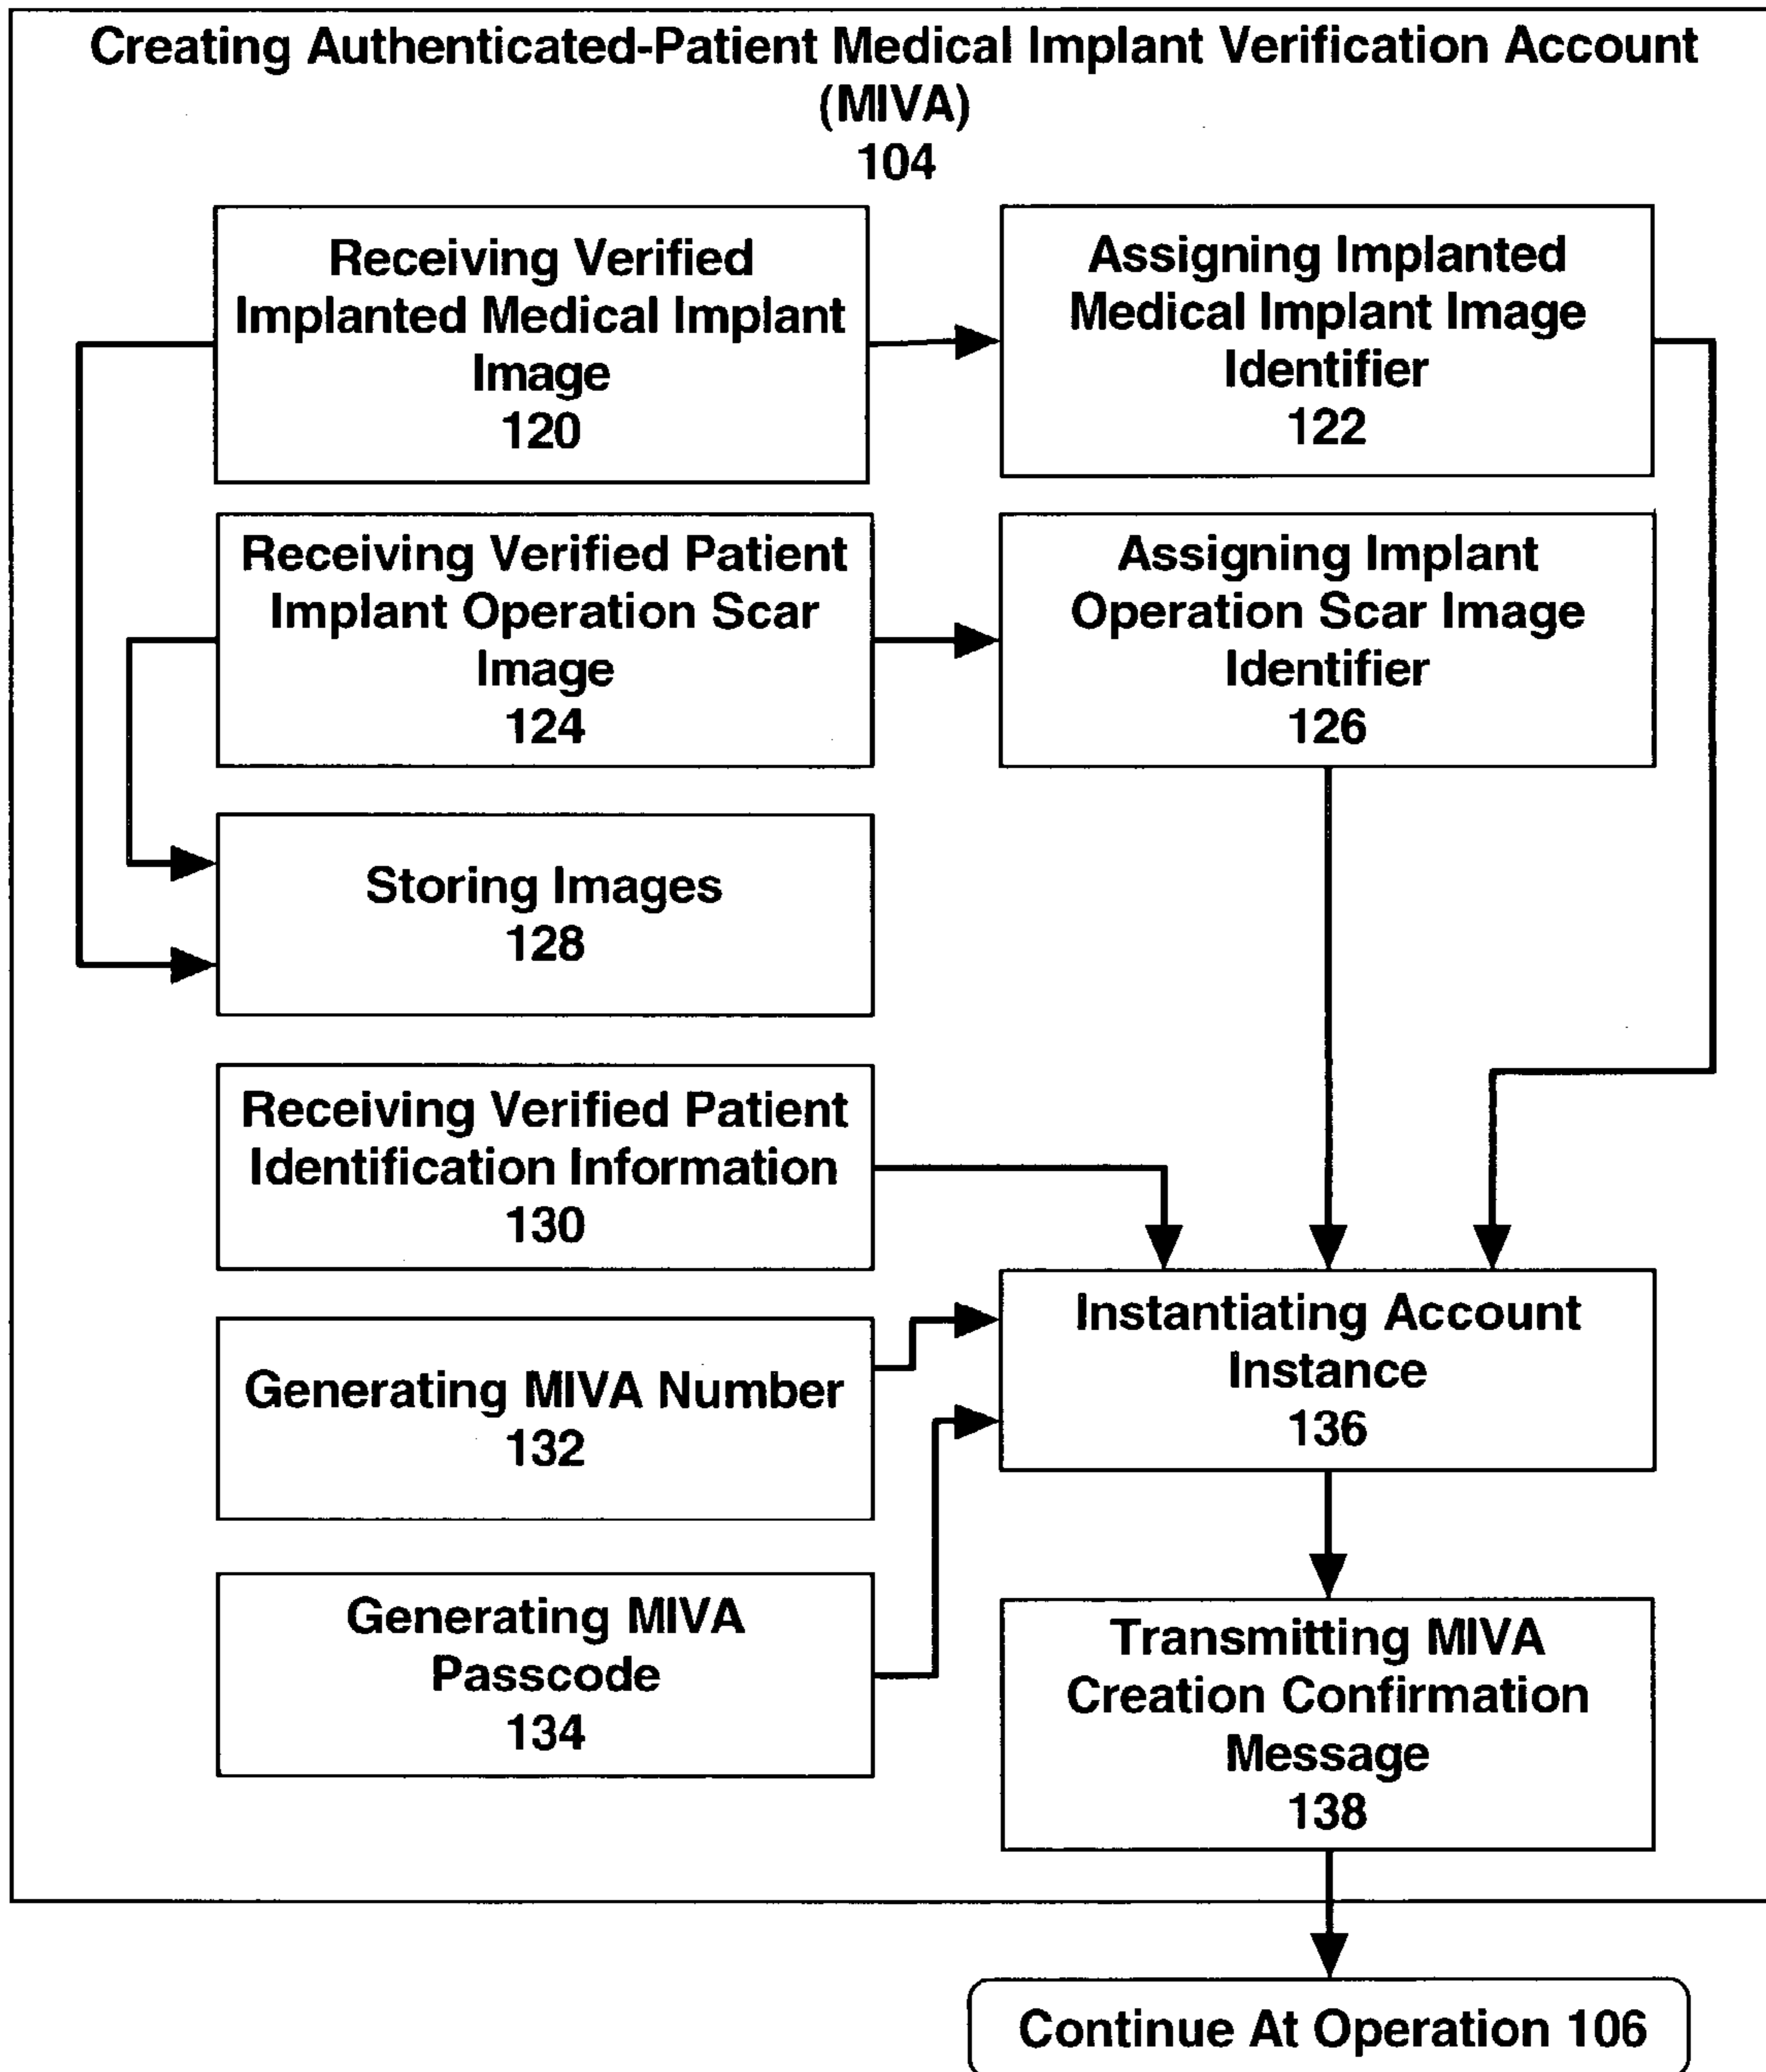 Creating Authenticated-Patient Medical Implant Verification Account
(MIVA)
104
Receiving Verified
Implanted Medical Implant
Image
120
Assigning Implanted
Medical Implant Image
Identifier
122
Receiving Verified Patient
Implant Operation Scar
Image
124
Assigning Implant
Operation Scar Image
Identifier
126
Storing Images
128
Receiving Verified Patient
Identification Information
130
Generating MIVA Number
132
Instantiating Account
Instance
136
Generating MIVA
Passcode
134
Transmitting MIVA
Creation Confirmation
Message
138
Continue At Operation 106